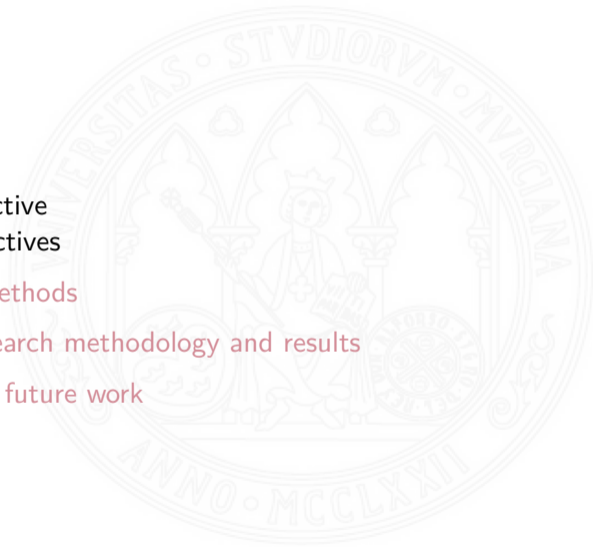 VNIVERSITAS · STVDIORVM · MVRCIANA
ctive
ctives
ethods
earch methodology and results
future work
ANNO · MCCLXXII